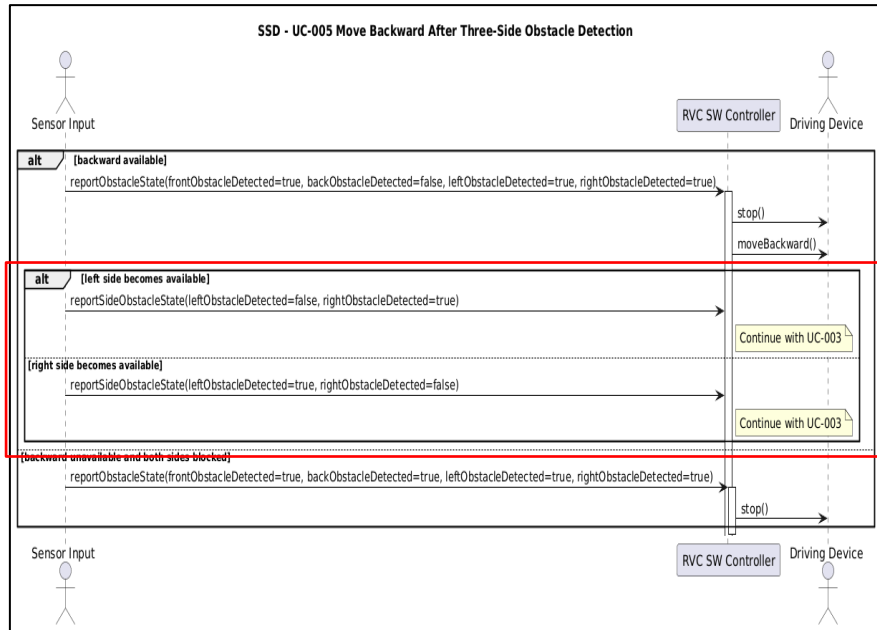 SSD - UC-005 Move Backward After Three-Side Obstacle Detection
Sensor Input
RVC SW Controller
Driving Device
alt [backward available]
reportObstacleState(frontObstacleDetected=true, backObstacleDetected=false, leftObstacleDetected=true, rightObstacleDetected=true)
stop()
moveBackward()
alt [left side becomes available]
reportSideObstacleState(leftObstacleDetected=false, rightObstacleDetected=true)
Continue with UC-003
[right side becomes available]
reportSideObstacleState(leftObstacleDetected=true, rightObstacleDetected=false)
Continue with UC-003
[backward unavailable and both sides blocked]
reportObstacleState(frontObstacleDetected=true, backObstacleDetected=true, leftObstacleDetected=true, rightObstacleDetected=true)
stop()
Sensor Input
RVC SW Controller
Driving Device